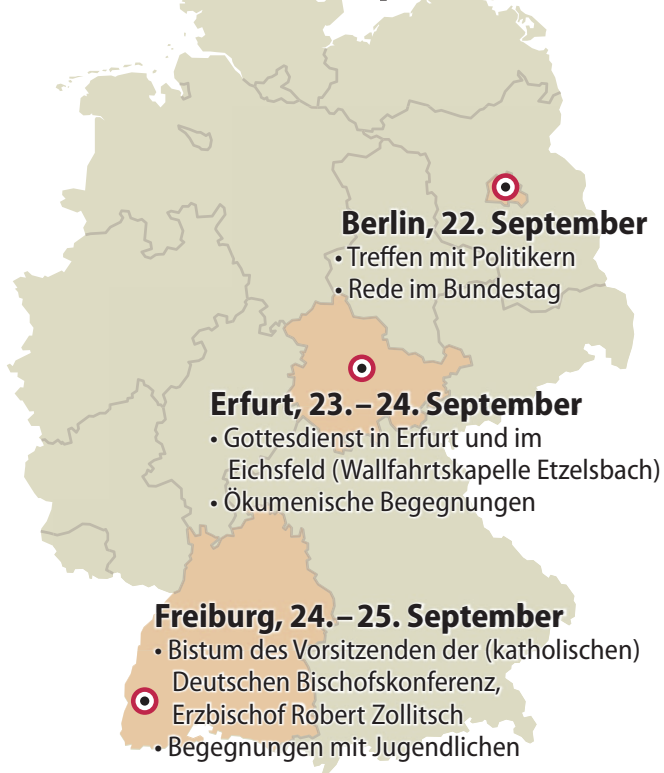 Berlin, 22. September
• Treffen mit Politikern
• Rede im Bundestag
Erfurt, 23.–24. September
• Gottesdienst in Erfurt und im
Eichsfeld (Wallfahrtskapelle Etzelsbach)
• Ökumenische Begegnungen
Freiburg, 24.–25. September
• Bistum des Vorsitzenden der (katholischen)
Deutschen Bischofskonferenz,
Erzbischof Robert Zollitsch
• Begegnungen mit Jugendlichen